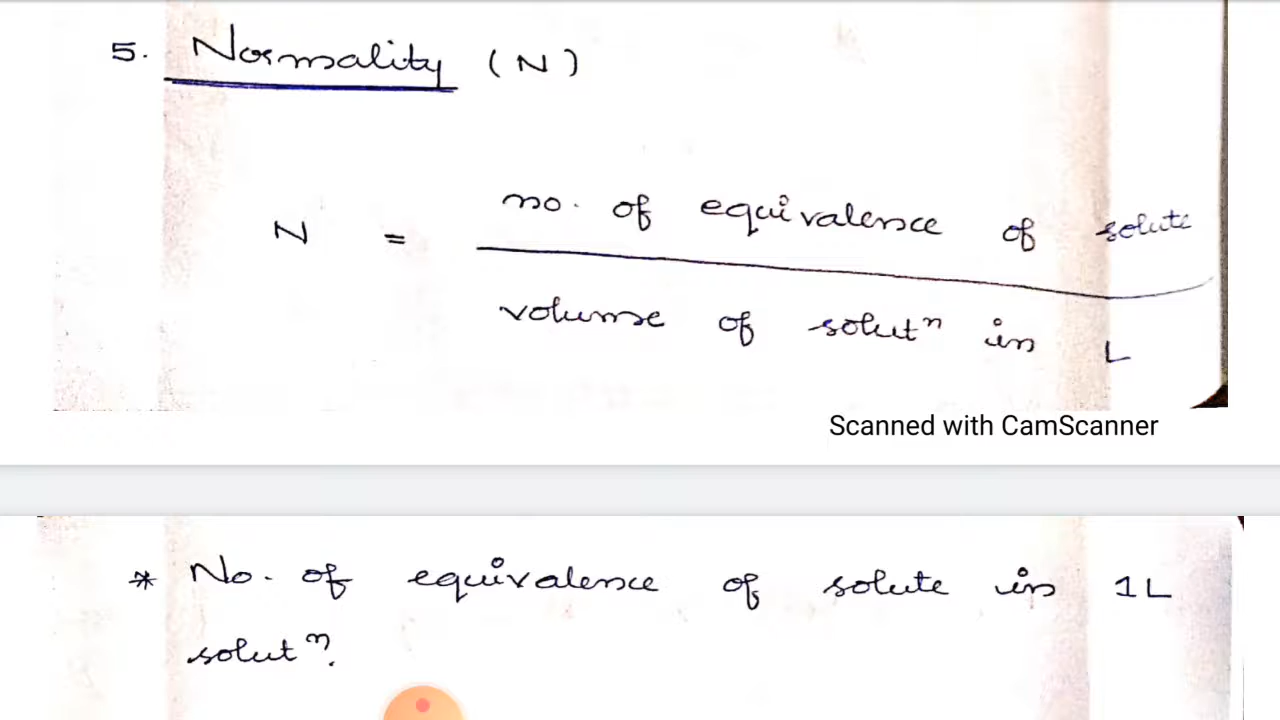 5. Normality (N)
N = no. of equivalence of solute
volume of solutⁿ in L
Scanned with CamScanner
* No. of equivalence of solute in 1L
solutⁿ.